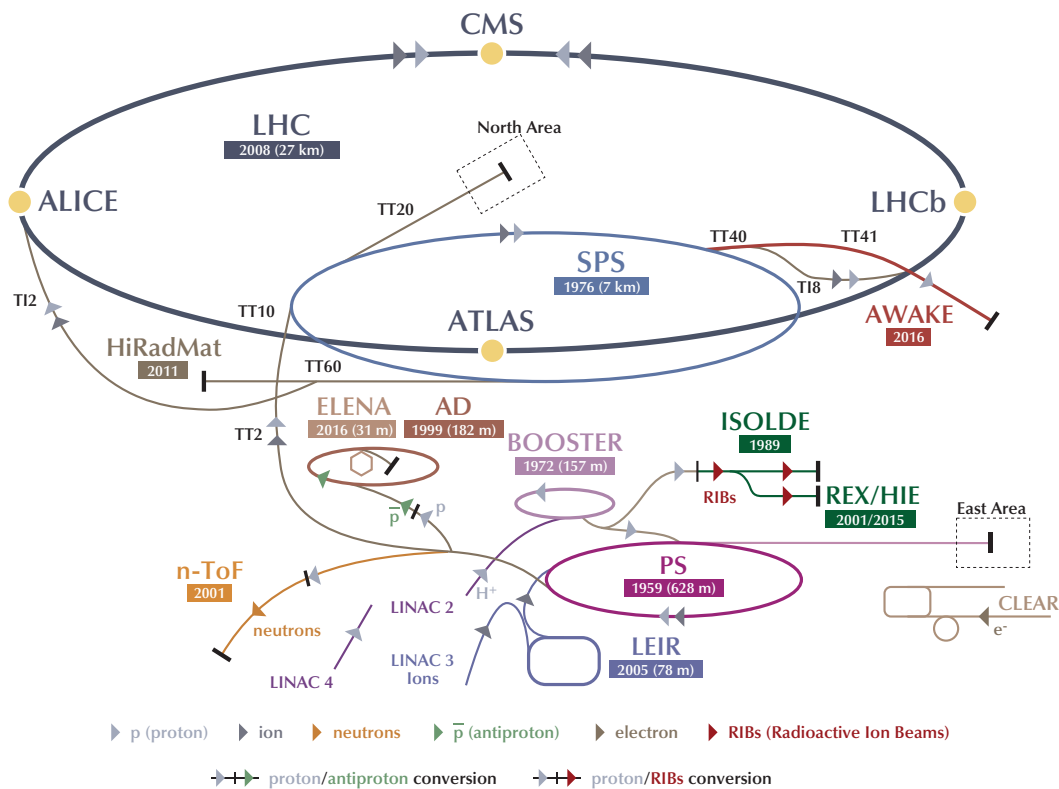 CMS
LHC
2008 (27 km)
North Area
ALICE
LHCb
TT20
TT40
TT41
SPS
1976 (7 km)
TI8
TI2
TT10
ATLAS
AWAKE
2016
HiRadMat
2011
TT60
ELENA
2016 (31 m)
AD
1999 (182 m)
TT2
BOOSTER
1972 (157 m)
ISOLDE
1989
RIBs
REX/HIE
2001/2015
East Area
p
p
n-ToF
2001
neutrons
LINAC 2
H+
PS
1959 (628 m)
CLEAR
e-
LINAC 3
Ions
LEIR
2005 (78 m)
LINAC 4
p (proton)
ion
neutrons
p̅ (antiproton)
electron
RIBs (Radioactive Ion Beams)
proton/antiproton conversion
proton/RIBs conversion